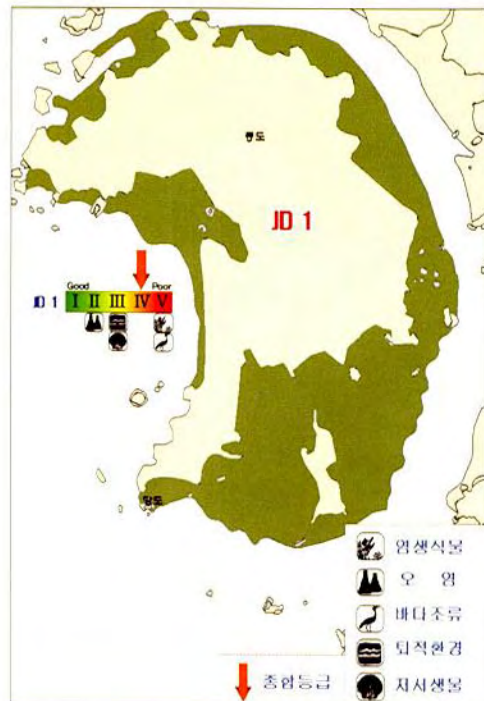 JD 1
Good Poor
JD 1 I II III IV V
염생식물
오 염
바다조류
퇴적환경
저서생물
종합등급